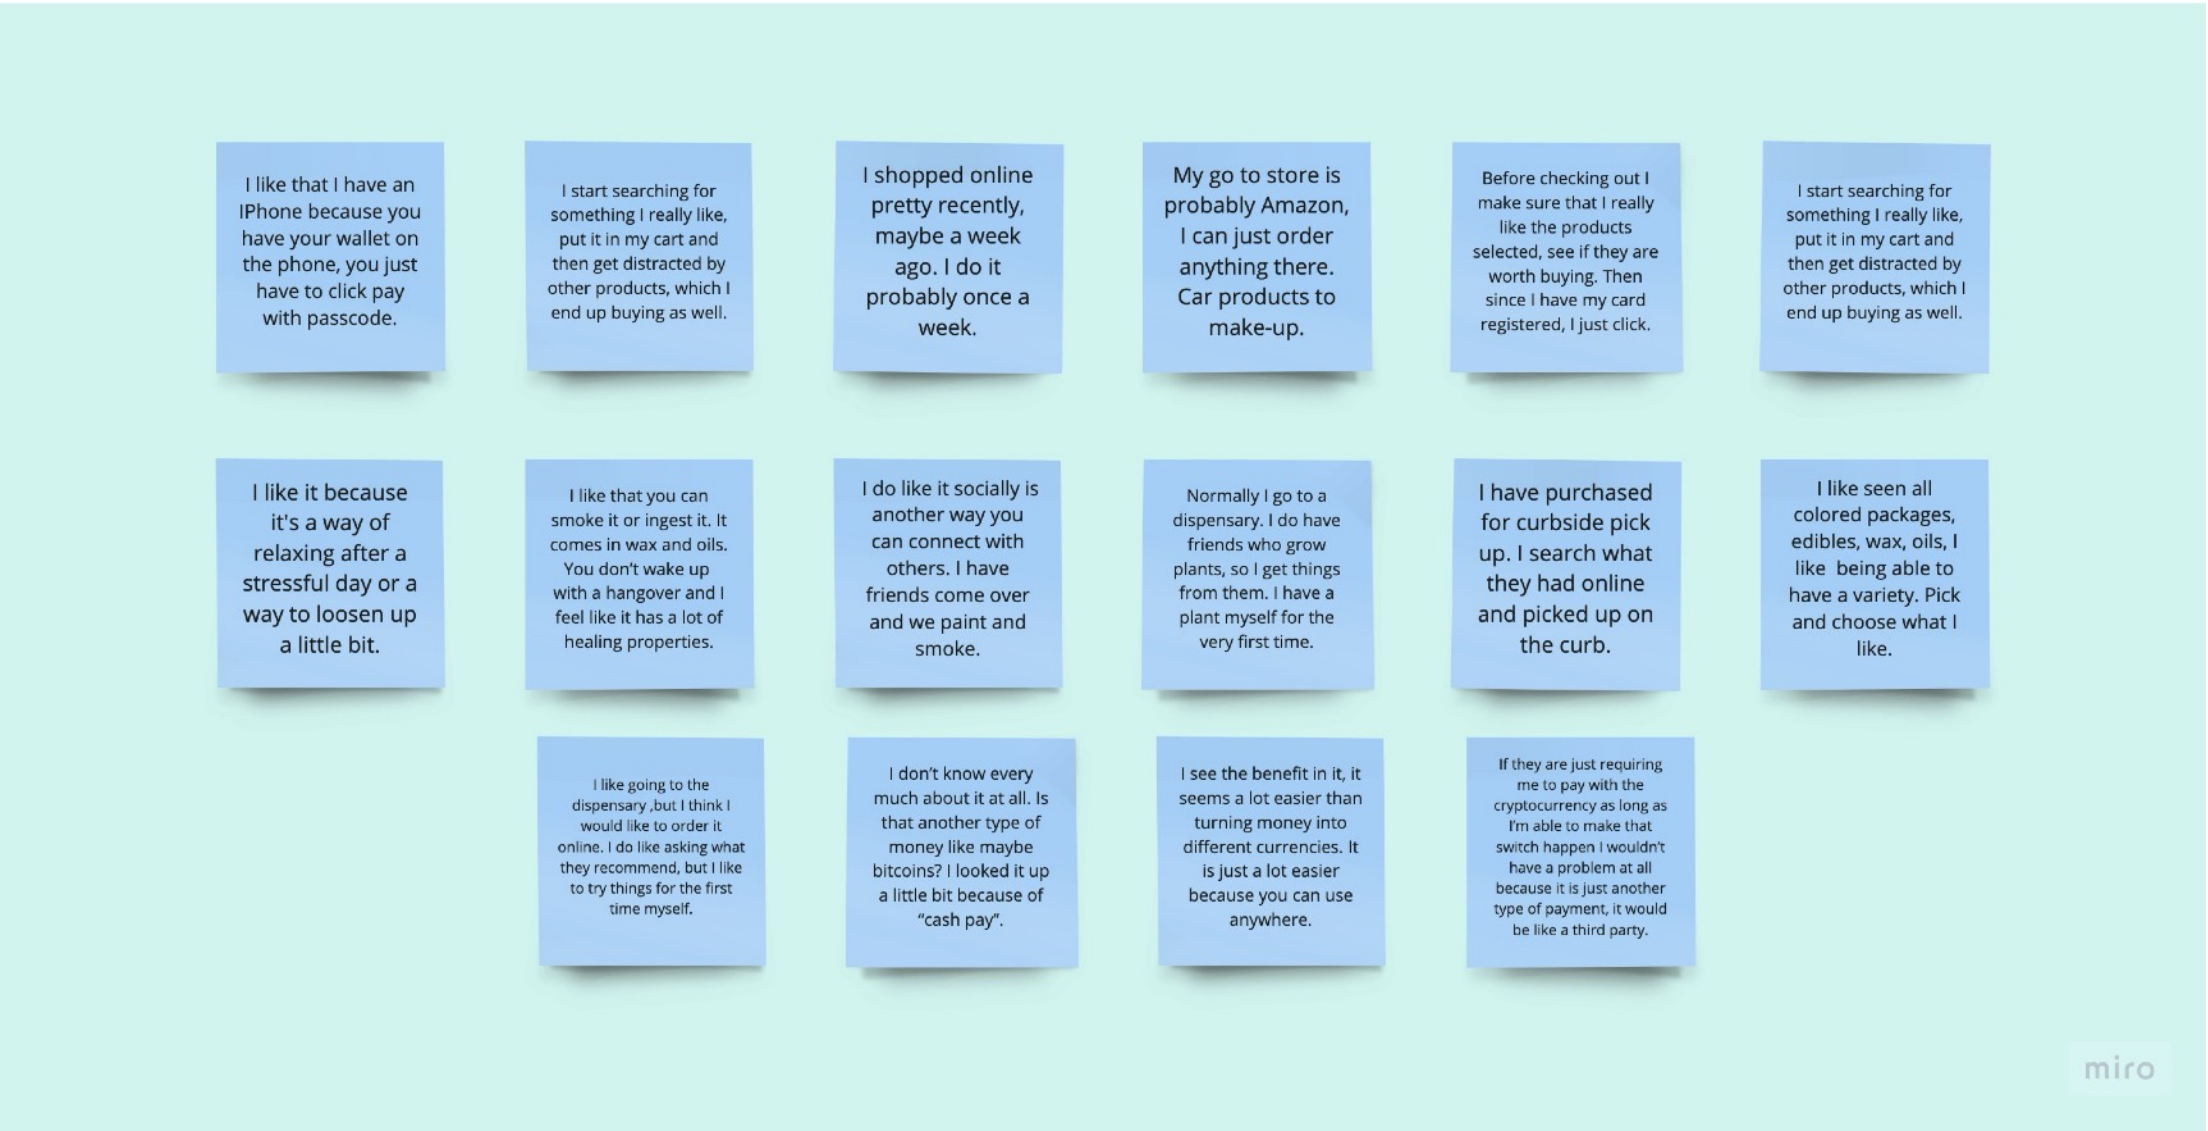 I like that I have an
IPhone because you
have your wallet on
the phone, you just
have to click pay
with passcode.
I start searching for
something I really like,
put it in my cart and
then get distracted by
other products, which I
end up buying as well.
I shopped online
pretty recently,
maybe a week
ago. I do it
probably once a
week.
My go to store is
probably Amazon,
I can just order
anything there.
Car products to
make-up.
Before checking out I
make sure that I really
like the products
selected, see if they are
worth buying. Then
since I have my card
registered, I just click.
I start searching for
something I really like,
put it in my cart and
then get distracted by
other products, which I
end up buying as well.
I like it because
it's a way of
relaxing after a
stressful day or a
way to loosen up
a little bit.
I like that you can
smoke it or ingest it. It
comes in wax and oils.
You don't wake up
with a hangover and I
feel like it has a lot of
healing properties.
I do like it socially is
another way you
can connect with
others. I have
friends come over
and we paint and
smoke.
Normally I go to a
dispensary. I do have
friends who grow
plants, so I get things
from them. I have a
plant myself for the
very first time.
I have purchased
for curbside pick
up. I search what
they had online
and picked up on
the curb.
I like seen all
colored packages,
edibles, wax, oils, I
like being able to
have a variety. Pick
and choose what I
like.
I like going to the
dispensary ,but I think I
would like to order it
online. I do like asking what
they recommend, but I like
to try things for the first
time myself.
I don't know every
much about it at all. Is
that another type of
money like maybe
bitcoins? I looked it up
a little bit because of
“cash pay”.
I see the benefit in it, it
seems a lot easier than
turning money into
different currencies. It
is just a lot easier
because you can use
anywhere.
If they are just requiring
me to pay with the
cryptocurrency as long as
I'm able to make that
switch happen I wouldn't
have a problem at all
because it is just another
type of payment, it would
be like a third party.
miro